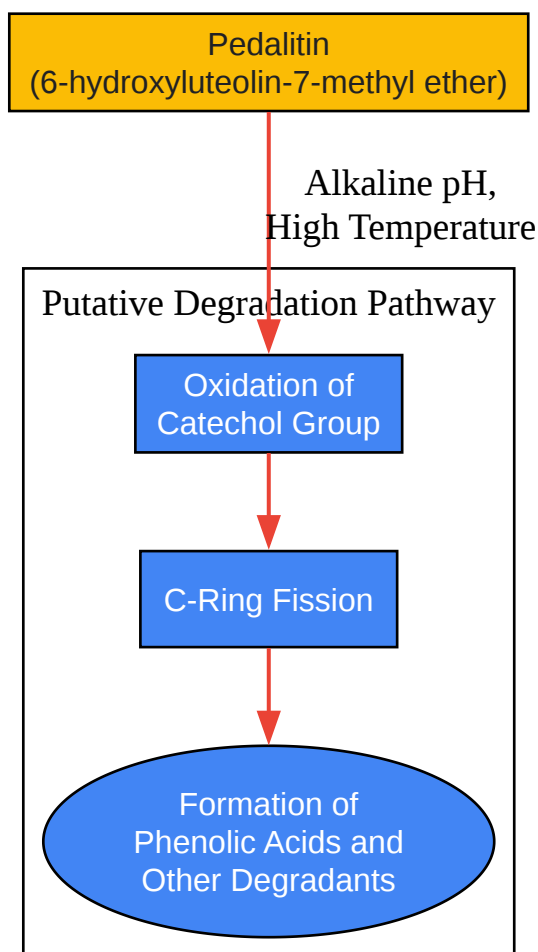 Pedalitin
(6-hydroxyluteolin-7-methyl ether)
Alkaline pH,
High Temperature
Putative Degradation Pathway
Oxidation of
Catechol Group
C-Ring Fission
Formation of
Phenolic Acids and
Other Degradants